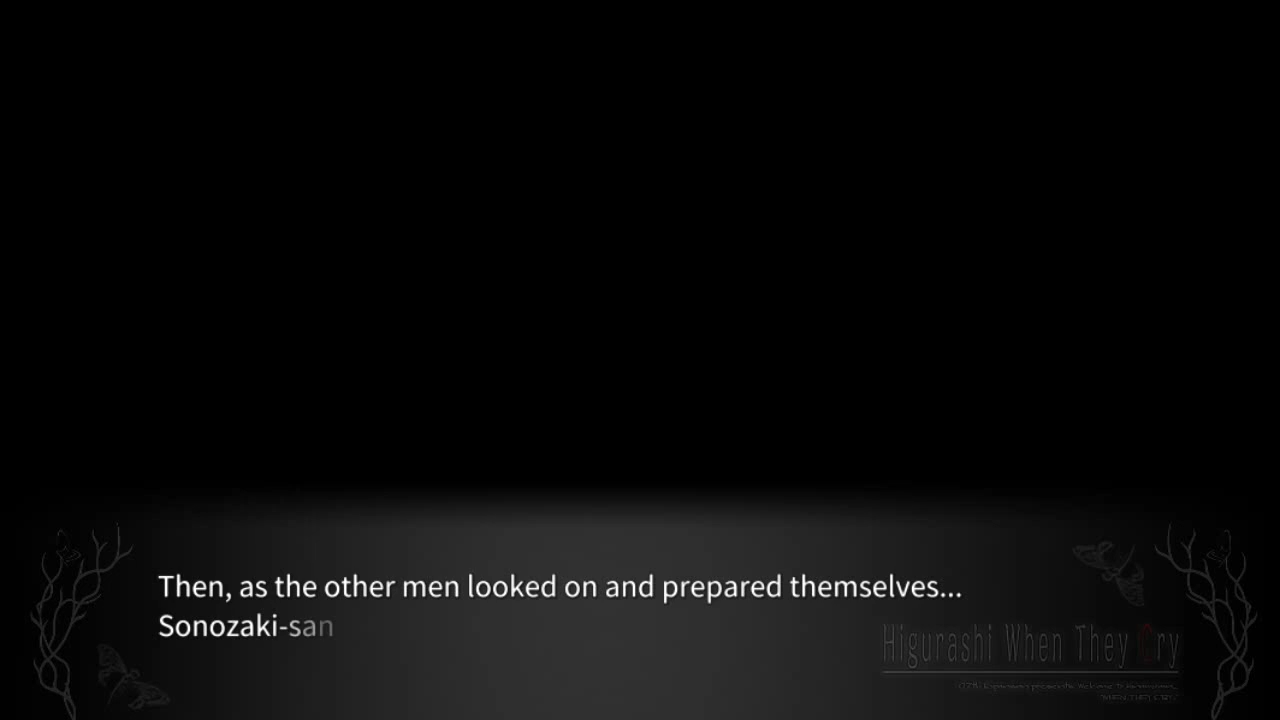 Then, as the other men looked on and prepared themselves...
Sonozaki-san
Higurashi When They Cry